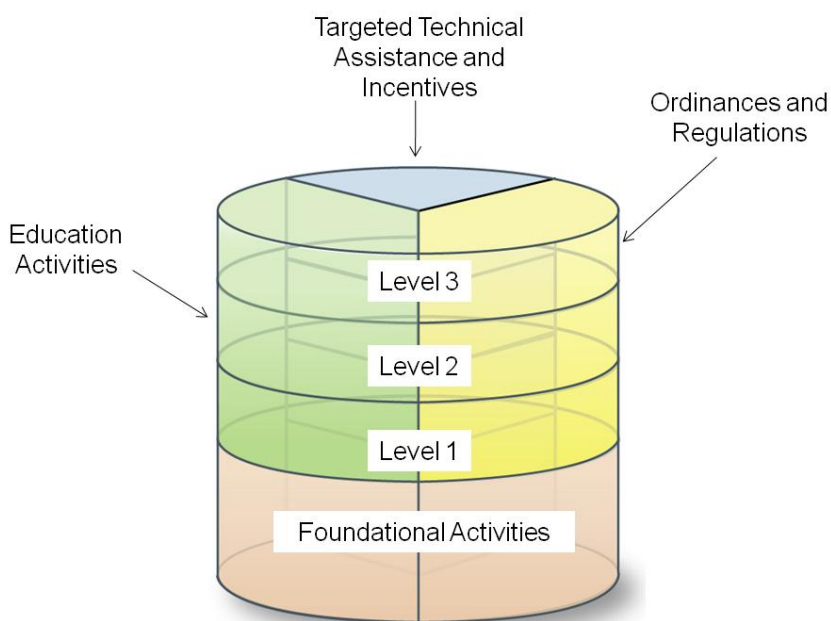 Targeted Technical
Assistance and
Incentives
Ordinances and
Regulations
Education
Activities
Level 3
Level 2
Level 1
Foundational Activities